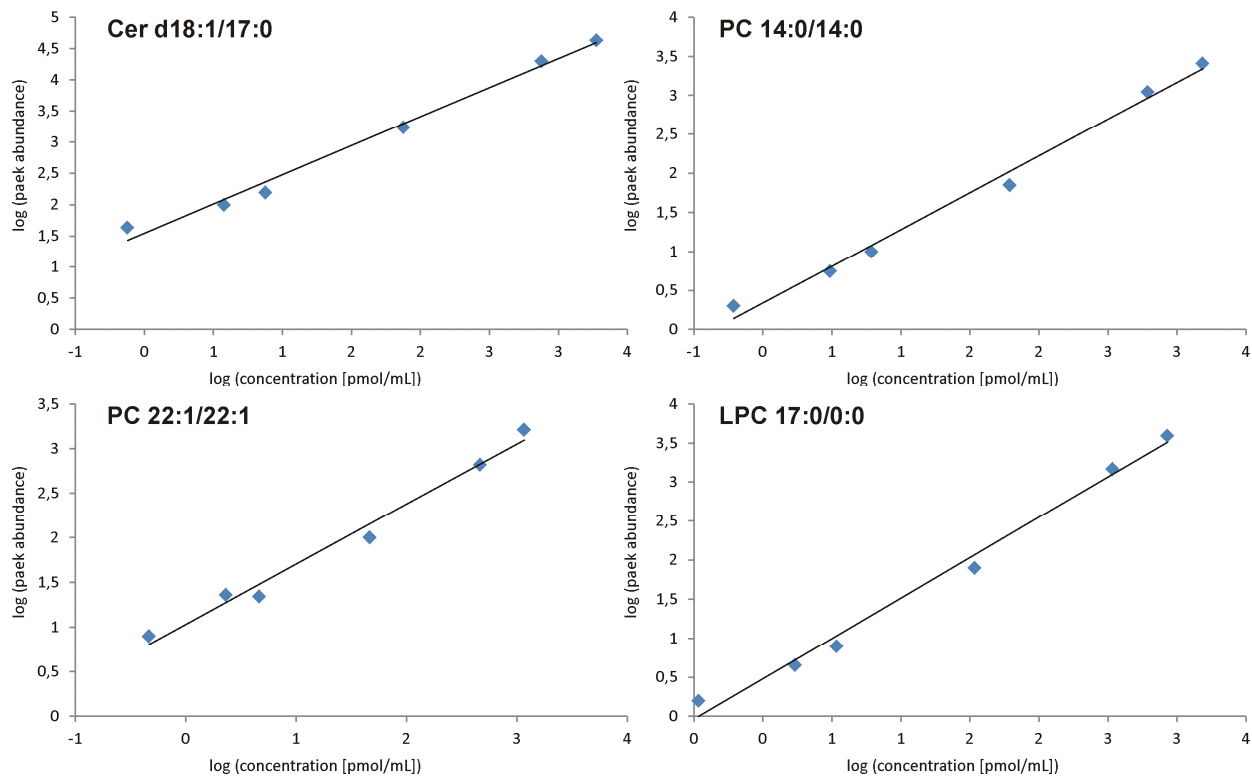 Cer d18:1/17:0
5
4,5
4
3,5
3
2,5
2
1,5
1
0,5
0
log (paek abundance)
-1 0 1 1 2 2 3 3 4
log (concentration [pmol/mL])
PC 14:0/14:0
4
3,5
3
2,5
2
1,5
1
0,5
0
log (paek abundance)
-1 0 1 1 2 2 3 3 4
log (concentration [pmol/mL])
PC 22:1/22:1
3,5
3
2,5
2
1,5
1
0,5
0
log (paek abundance)
-1 0 1 2 3 4
log (concentration [pmol/mL])
LPC 17:0/0:0
4
3,5
3
2,5
2
1,5
1
0,5
0
log (paek abundance)
0 0 1 1 2 2 3 3 4
log (concentration [pmol/mL])